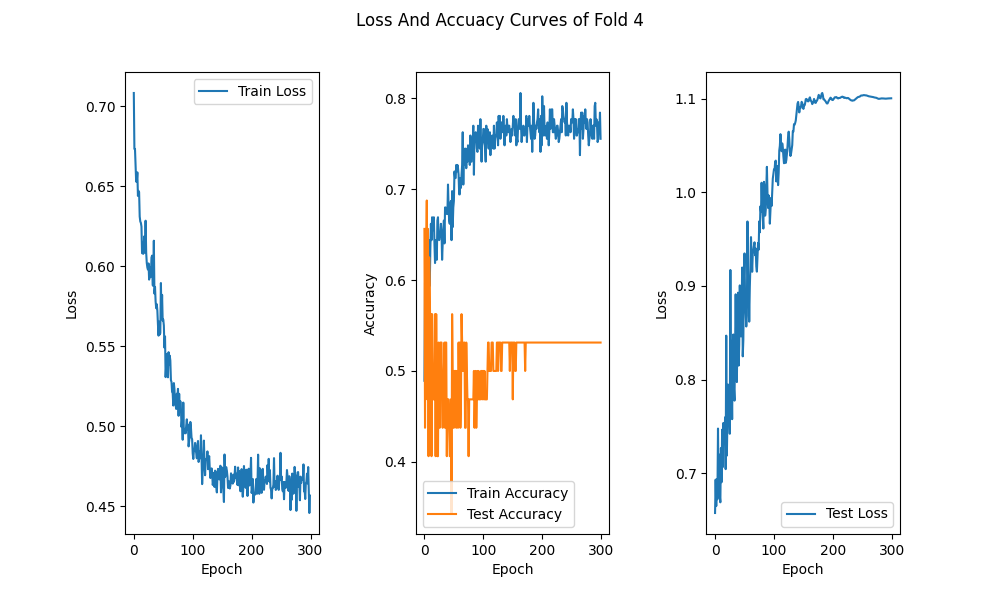 Loss And Accuacy Curves of Fold 4
Train Loss
0.70
0.65
0.60
0.55
0.50
0.45
Loss
0 100 200 300
Epoch
0.8
0.7
0.6
0.5
0.4
Accuracy
Train Accuracy
Test Accuracy
0 100 200 300
Epoch
1.1
1.0
0.9
0.8
0.7
Loss
Test Loss
0 100 200 300
Epoch